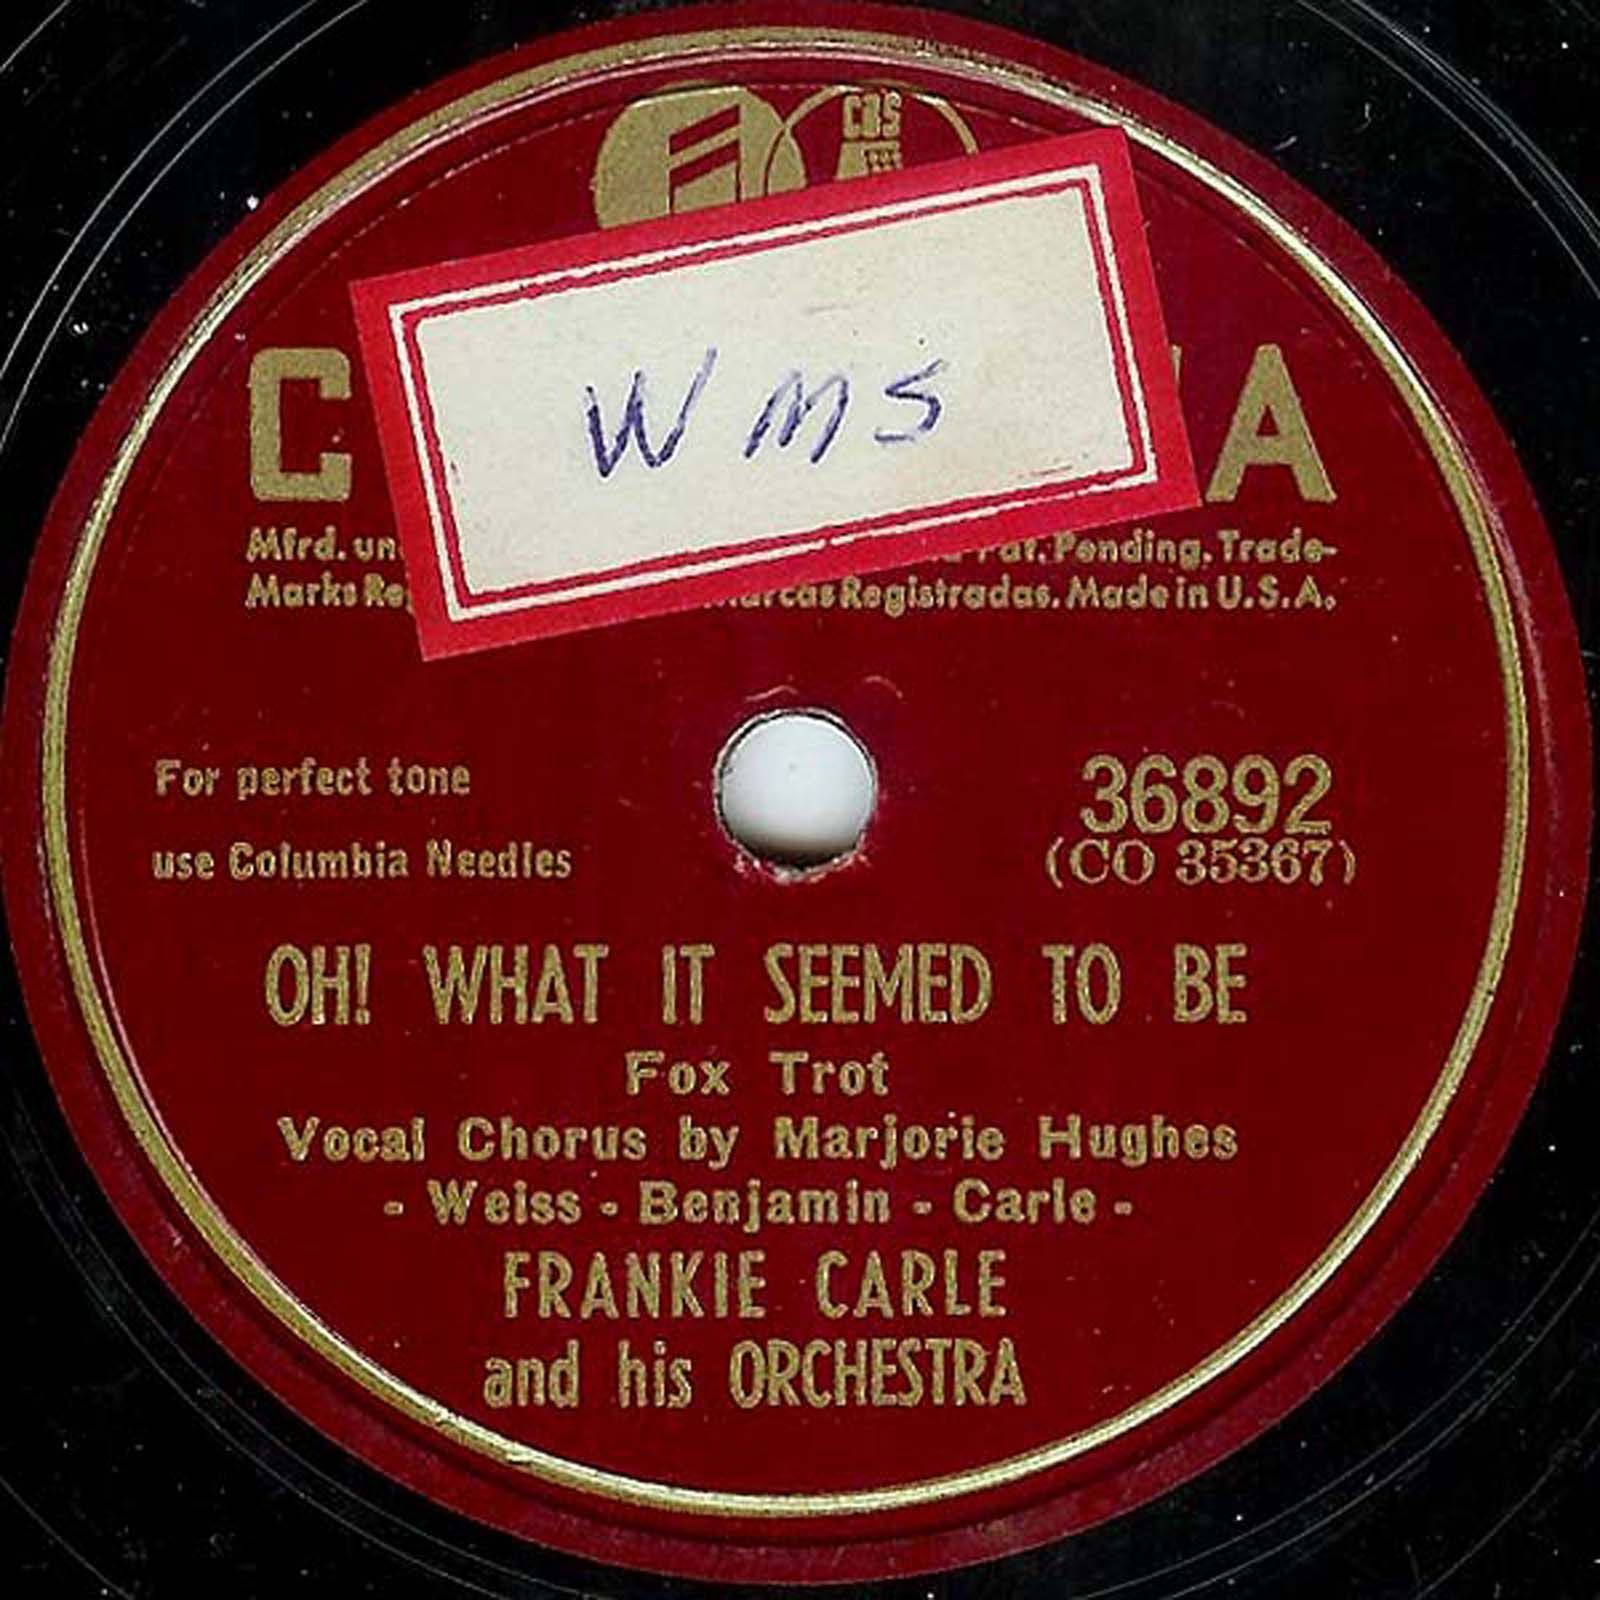 CBS
WMS
C A
Mfrd. Pat. Pending. Trade-
Marks Marcas Registradas. Made in U.S.A.
For perfect tone
use Columbia Needles
36892
(CO 35367)
OH! WHAT IT SEEMED TO BE
Fox Trot
Vocal Chorus by Marjorie Hughes
- Weiss - Benjamin - Carle -
FRANKIE CARLE
and his ORCHESTRA